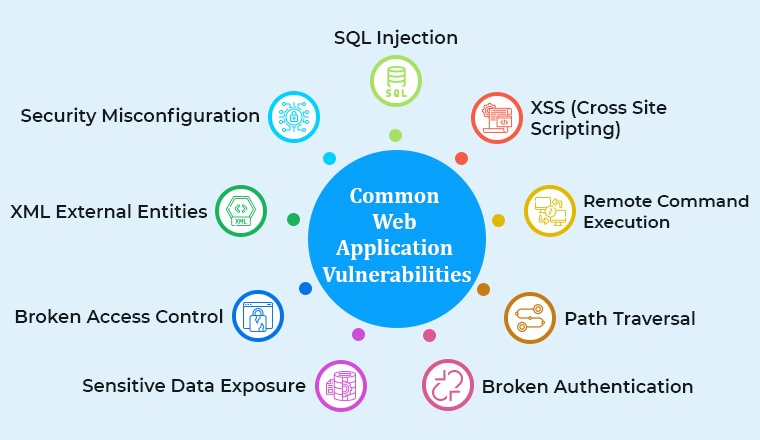 SQL Injection
SQL
XSS (Cross Site
Scripting)
Remote Command
Execution
Path Traversal
Broken Authentication
Sensitive Data Exposure
Broken Access Control
XML External Entities
XML
Security Misconfiguration
Common
Web
Application
Vulnerabilities